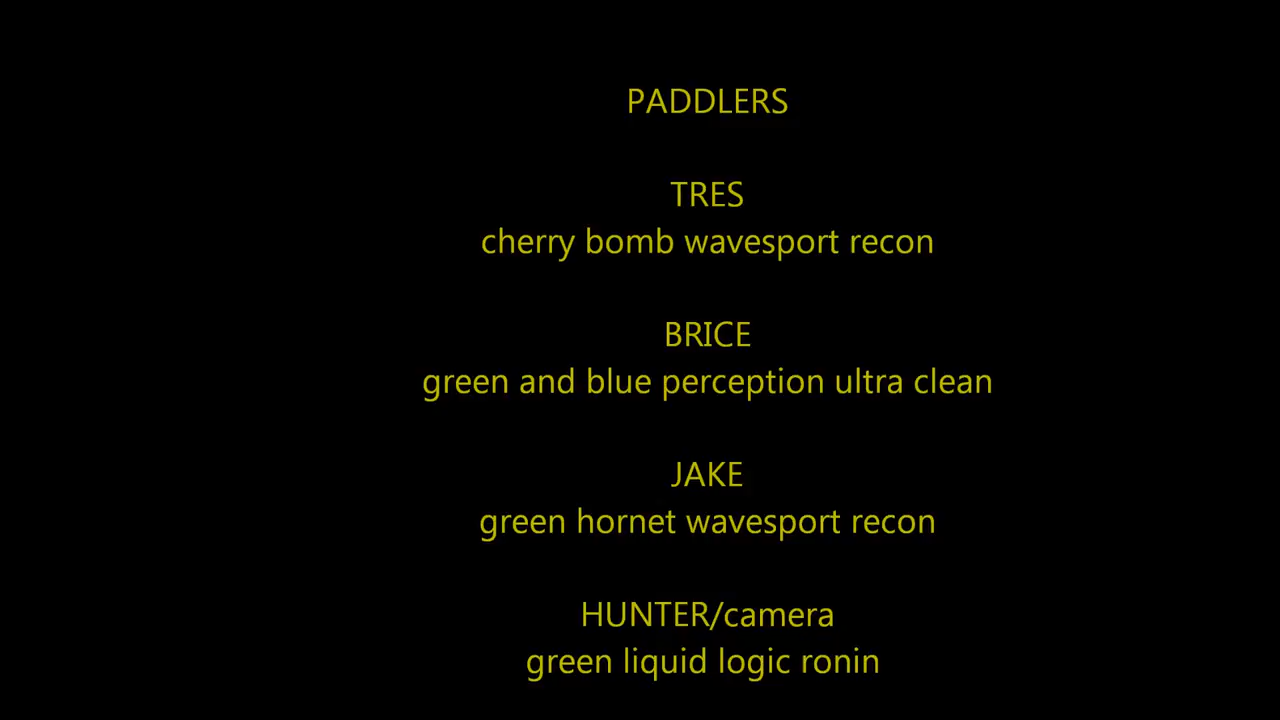 PADDLERS
TRES
cherry bomb wavesport recon
BRICE
green and blue perception ultra clean
JAKE
green hornet wavesport recon
HUNTER/camera
green liquid logic ronin